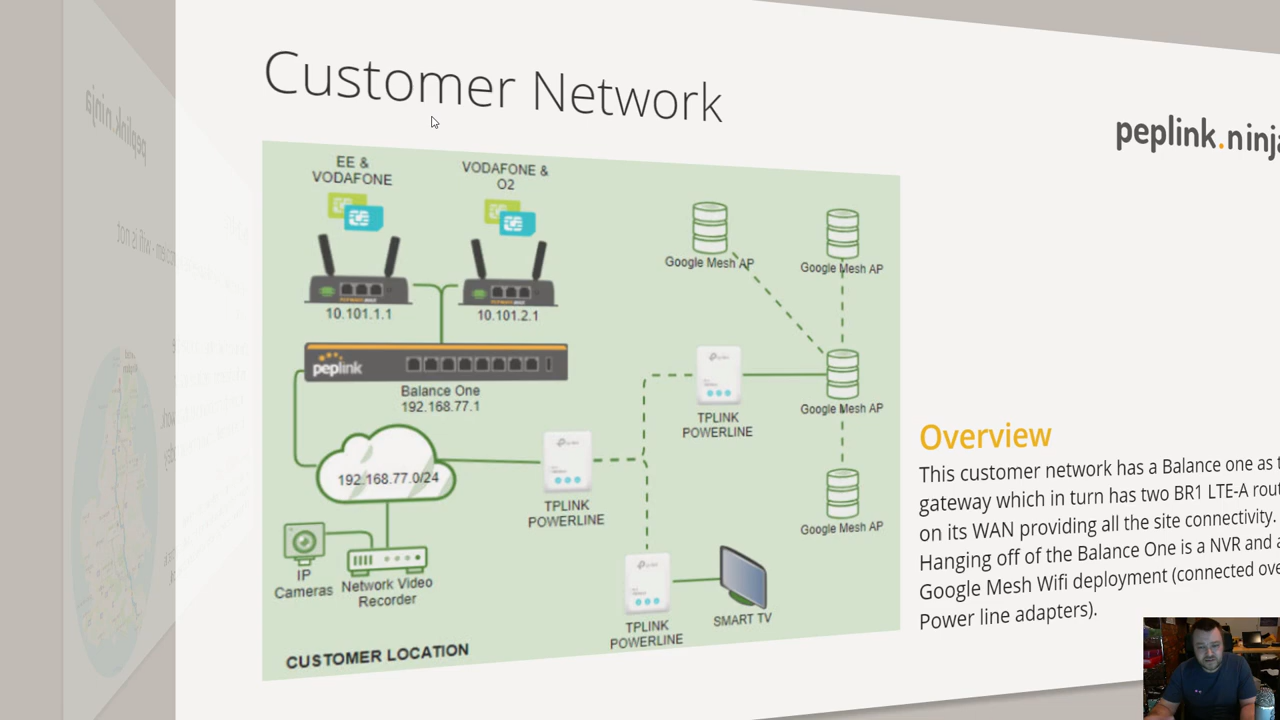 Customer Network
peplink.ninja
EE &
VODAFONE
VODAFONE &
O2
10.101.1.1
10.101.2.1
peplink
Balance One
192.168.77.1
192.168.77.0/24
IP
Cameras
Network Video
Recorder
TPLINK
POWERLINE
TPLINK
POWERLINE
TPLINK
POWERLINE
SMART TV
Google Mesh AP
Google Mesh AP
Google Mesh AP
Google Mesh AP
CUSTOMER LOCATION
Overview
This customer network has a Balance one as
gateway which in turn has two BR1 LTE-A
on its WAN providing all the site connectivity.
Hanging off of the Balance One is a NVR and
Google Mesh Wifi deployment (connected
Power line adapters).
peplink.ninja
wifi is not